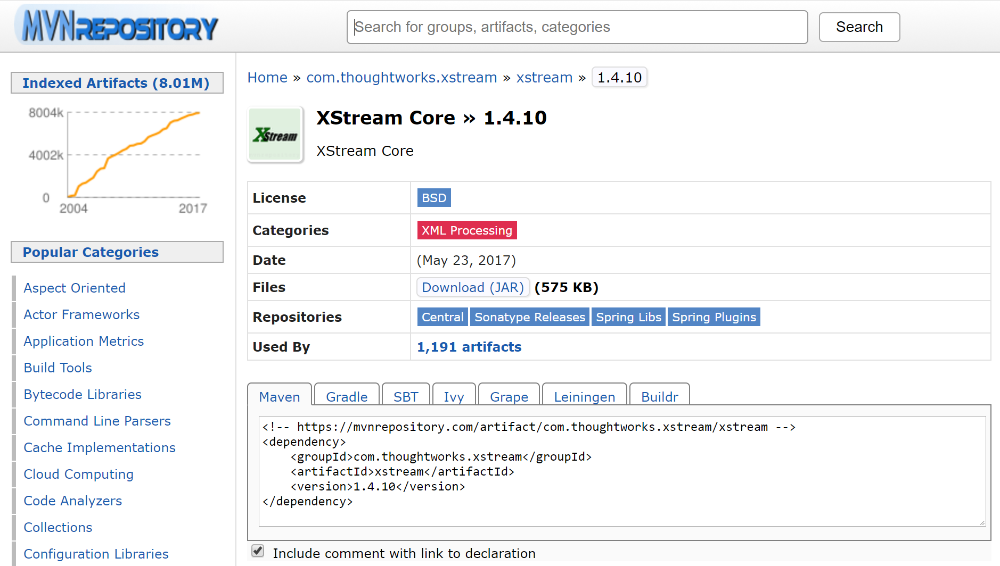 MVNREPOSITORY
Search for groups, artifacts, categories
Search
Indexed Artifacts (8.01M)
8004k
4002k
0
2004
2017
Popular Categories
Aspect Oriented
Actor Frameworks
Application Metrics
Build Tools
Bytecode Libraries
Command Line Parsers
Cache Implementations
Cloud Computing
Code Analyzers
Collections
Configuration Libraries
Home » com.thoughtworks.xstream » xstream » 1.4.10
XStream
XStream Core » 1.4.10
XStream Core
License BSD
Categories XML Processing
Date (May 23, 2017)
Files Download (JAR) (575 KB)
Repositories Central Sonatype Releases Spring Libs Spring Plugins
Used By 1,191 artifacts
Maven Gradle SBT Ivy Grape Leiningen Buildr
<!-- https://mvnrepository.com/artifact/com.thoughtworks.xstream/xstream -->
<dependency>
    <groupId>com.thoughtworks.xstream</groupId>
    <artifactId>xstream</artifactId>
    <version>1.4.10</version>
</dependency>
Include comment with link to declaration